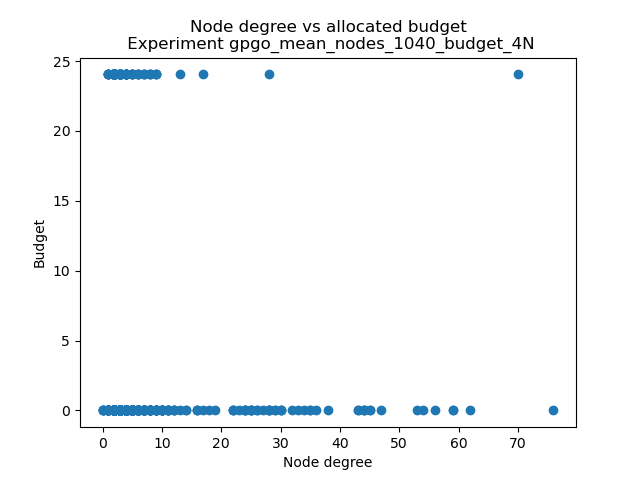 Node degree vs allocated budget
Experiment gpgo_mean_nodes_1040_budget_4N
25
20
15
10
5
0
Budget
0 10 20 30 40 50 60 70
Node degree